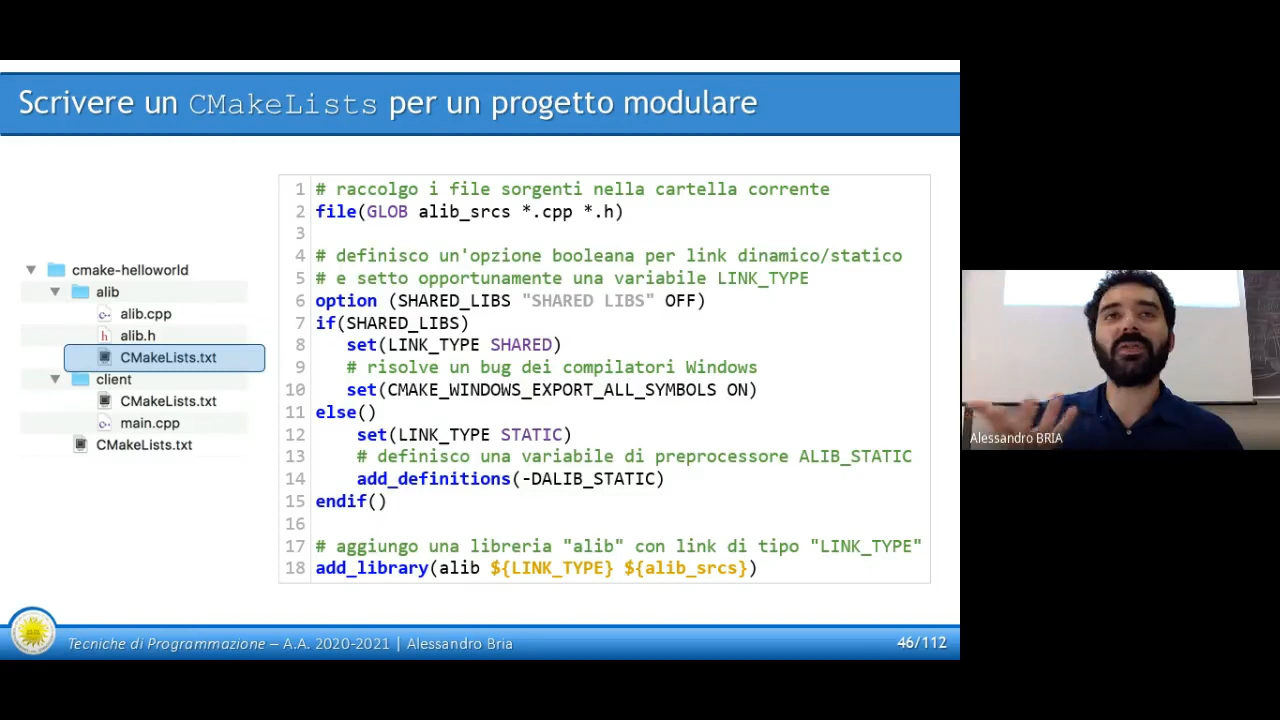 Scrivere un CMakeLists per un progetto modulare
cmake-helloworld
alib
alib.cpp
alib.h
CMakeLists.txt
client
CMakeLists.txt
main.cpp
CMakeLists.txt
1 # raccolgo i file sorgenti nella cartella corrente
2 file(GLOB alib_srcs *.cpp *.h)
3
4 # definisco un'opzione booleana per link dinamico/statico
5 # e setto opportunamente una variabile LINK_TYPE
6 option (SHARED_LIBS "SHARED LIBS" OFF)
7 if(SHARED_LIBS)
8 set(LINK_TYPE SHARED)
9 # risolve un bug dei compilatori Windows
10 set(CMAKE_WINDOWS_EXPORT_ALL_SYMBOLS ON)
11 else()
12 set(LINK_TYPE STATIC)
13 # definisco una variabile di preprocessore ALIB_STATIC
14 add_definitions(-DALIB_STATIC)
15 endif()
16
17 # aggiungo una libreria "alib" con link di tipo "LINK_TYPE"
18 add_library(alib ${LINK_TYPE} ${alib_srcs})
Alessandro BRIA
Tecniche di Programmazione – A.A. 2020-2021 | Alessandro Bria
46/112